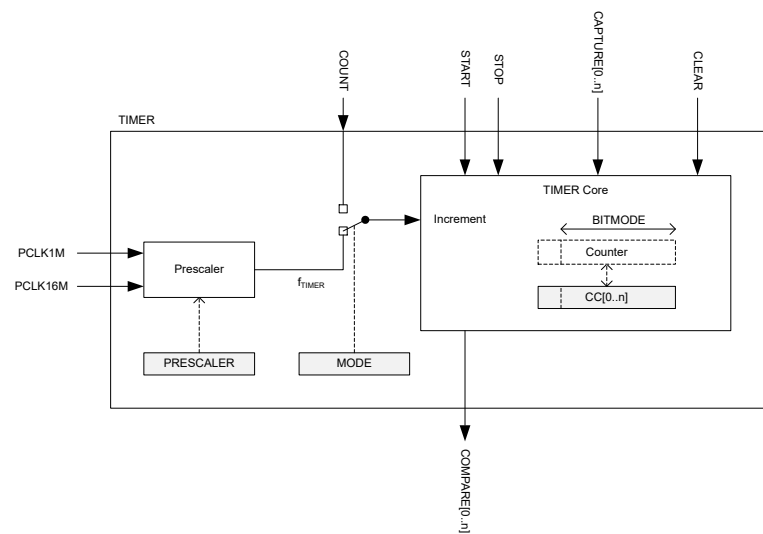 COUNT
START
STOP
CAPTURE[0..n]
CLEAR
TIMER
TIMER Core
Increment
BITMODE
Counter
CC[0..n]
PCLK1M
PCLK16M
Prescaler
fTIMER
PRESCALER
MODE
COMPARE[0..n]